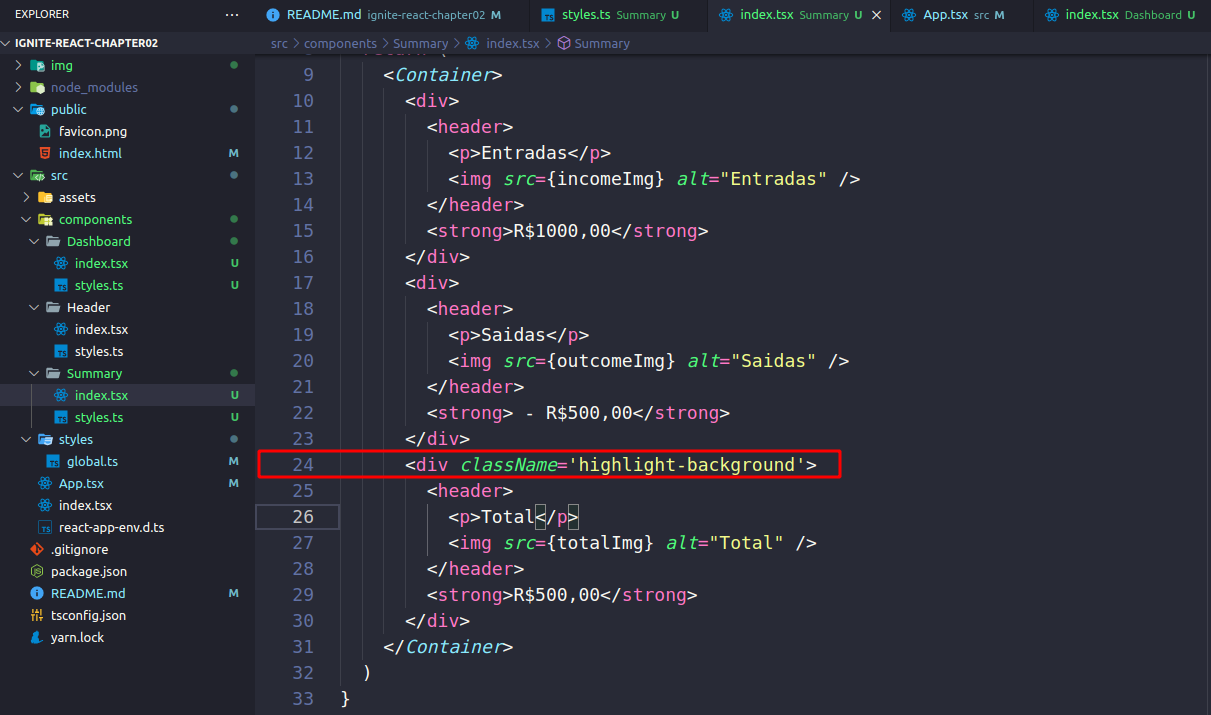 EXPLORER
README.md ignite-react-chapter02 M
styles.ts Summary U
index.tsx Summary U
App.tsx src M
index.tsx Dashboard U
IGNITE-REACT-CHAPTER02
img
node_modules
public
favicon.png
index.html M
src
assets
components
Dashboard
index.tsx U
styles.ts U
Header
index.tsx
styles.ts
Summary
index.tsx U
styles.ts U
styles
global.ts M
App.tsx M
index.tsx
react-app-env.d.ts
.gitignore
package.json
README.md M
tsconfig.json
yarn.lock
src > components > Summary > index.tsx > Summary
9 <Container>
10 <div>
11 <header>
12 <p>Entradas</p>
13 <img src={incomeImg} alt="Entradas" />
14 </header>
15 <strong>R$1000,00</strong>
16 </div>
17 <div>
18 <header>
19 <p>Saidas</p>
20 <img src={outcomeImg} alt="Saidas" />
21 </header>
22 <strong> - R$500,00</strong>
23 </div>
24 <div className='highlight-background'>
25 <header>
26 <p>Total</p>
27 <img src={totalImg} alt="Total" />
28 </header>
29 <strong>R$500,00</strong>
30 </div>
31 </Container>
32 )
33 }